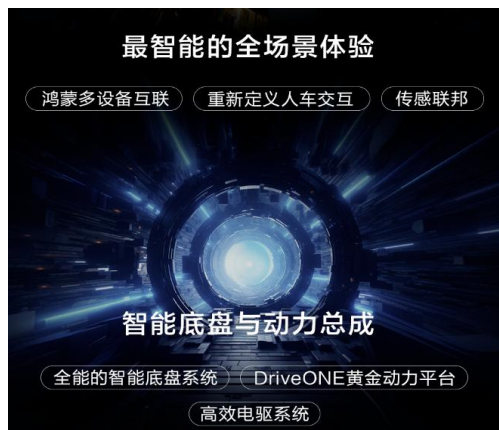 最智能的全场景体验
鸿蒙多设备互联 重新定义人车交互 传感联邦
智能底盘与动力总成
全能的智能底盘系统 DriveONE黄金动力平台
高效电驱系统